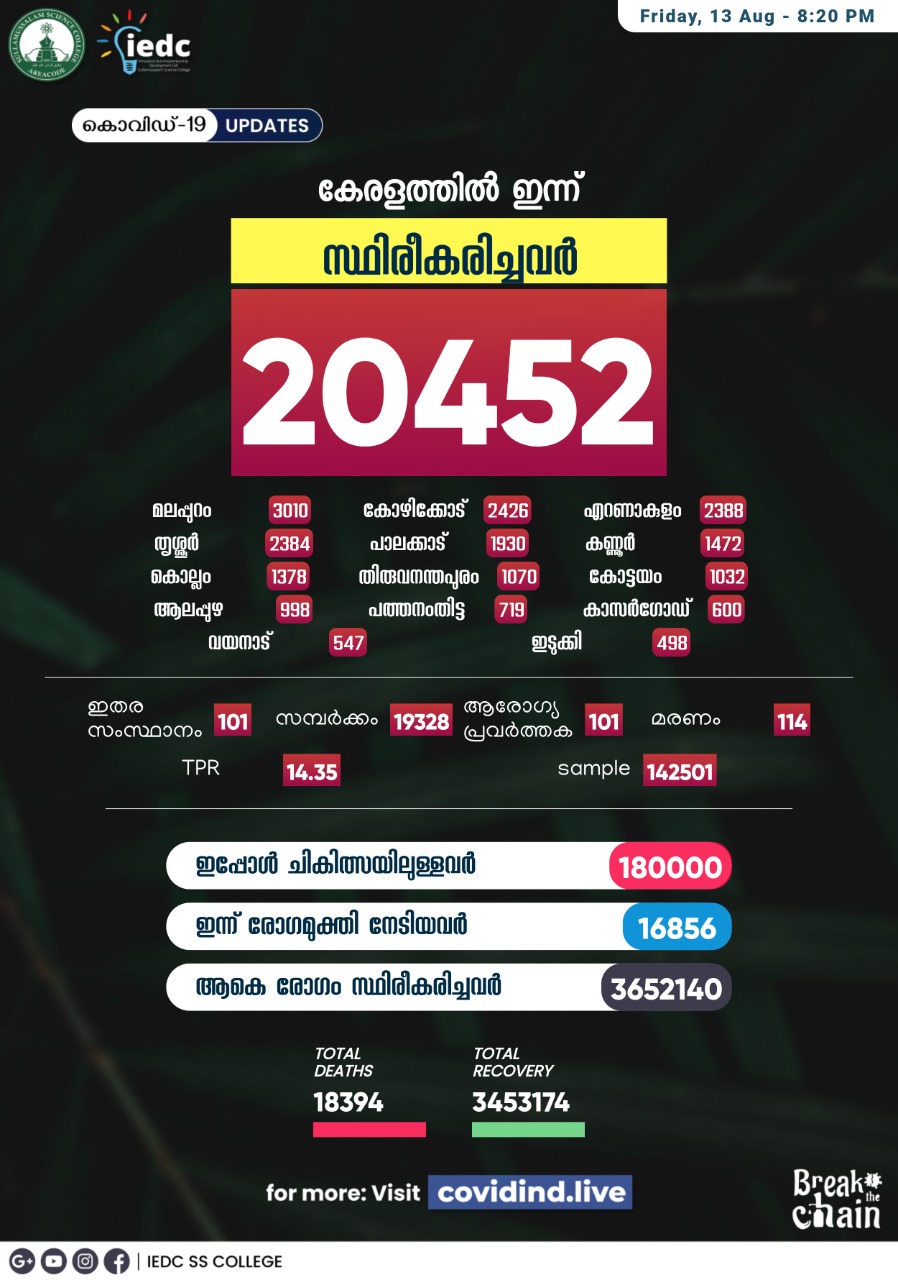 Friday, 13 Aug - 8:20 PM
SULLAMUSSALAM SCIENCE COLLEGE
AREACODE
iedc
കൊവിഡ്-19 UPDATES
കേരളത്തിൽ ഇന്ന്
സ്ഥിരീകരിച്ചവർ
20452
മലപ്പുറം 3010 കോഴിക്കോട് 2426 എറണാകുളം 2388
തൃശ്ശൂർ 2384 പാലക്കാട് 1930 കണ്ണൂർ 1472
കൊല്ലം 1378 തിരുവനന്തപുരം 1070 കോട്ടയം 1032
ആലപ്പുഴ 998 പത്തനംതിട്ട 719 കാസർഗോഡ് 600
വയനാട് 547 ഇടുക്കി 498
ഇതര സംസ്ഥാനം 101 സമ്പർക്കം 19328 ആരോഗ്യ പ്രവർത്തക 101 മരണം 114
TPR 14.35 sample 142501
ഇപ്പോൾ ചികിത്സയിലുള്ളവർ 180000
ഇന്ന് രോഗമുക്തി നേടിയവർ 16856
ആകെ രോഗം സ്ഥിരീകരിച്ചവർ 3652140
TOTAL DEATHS
18394
TOTAL RECOVERY
3453174
for more: Visit covidind.live
Break the chain
G+ f | IEDC SS COLLEGE